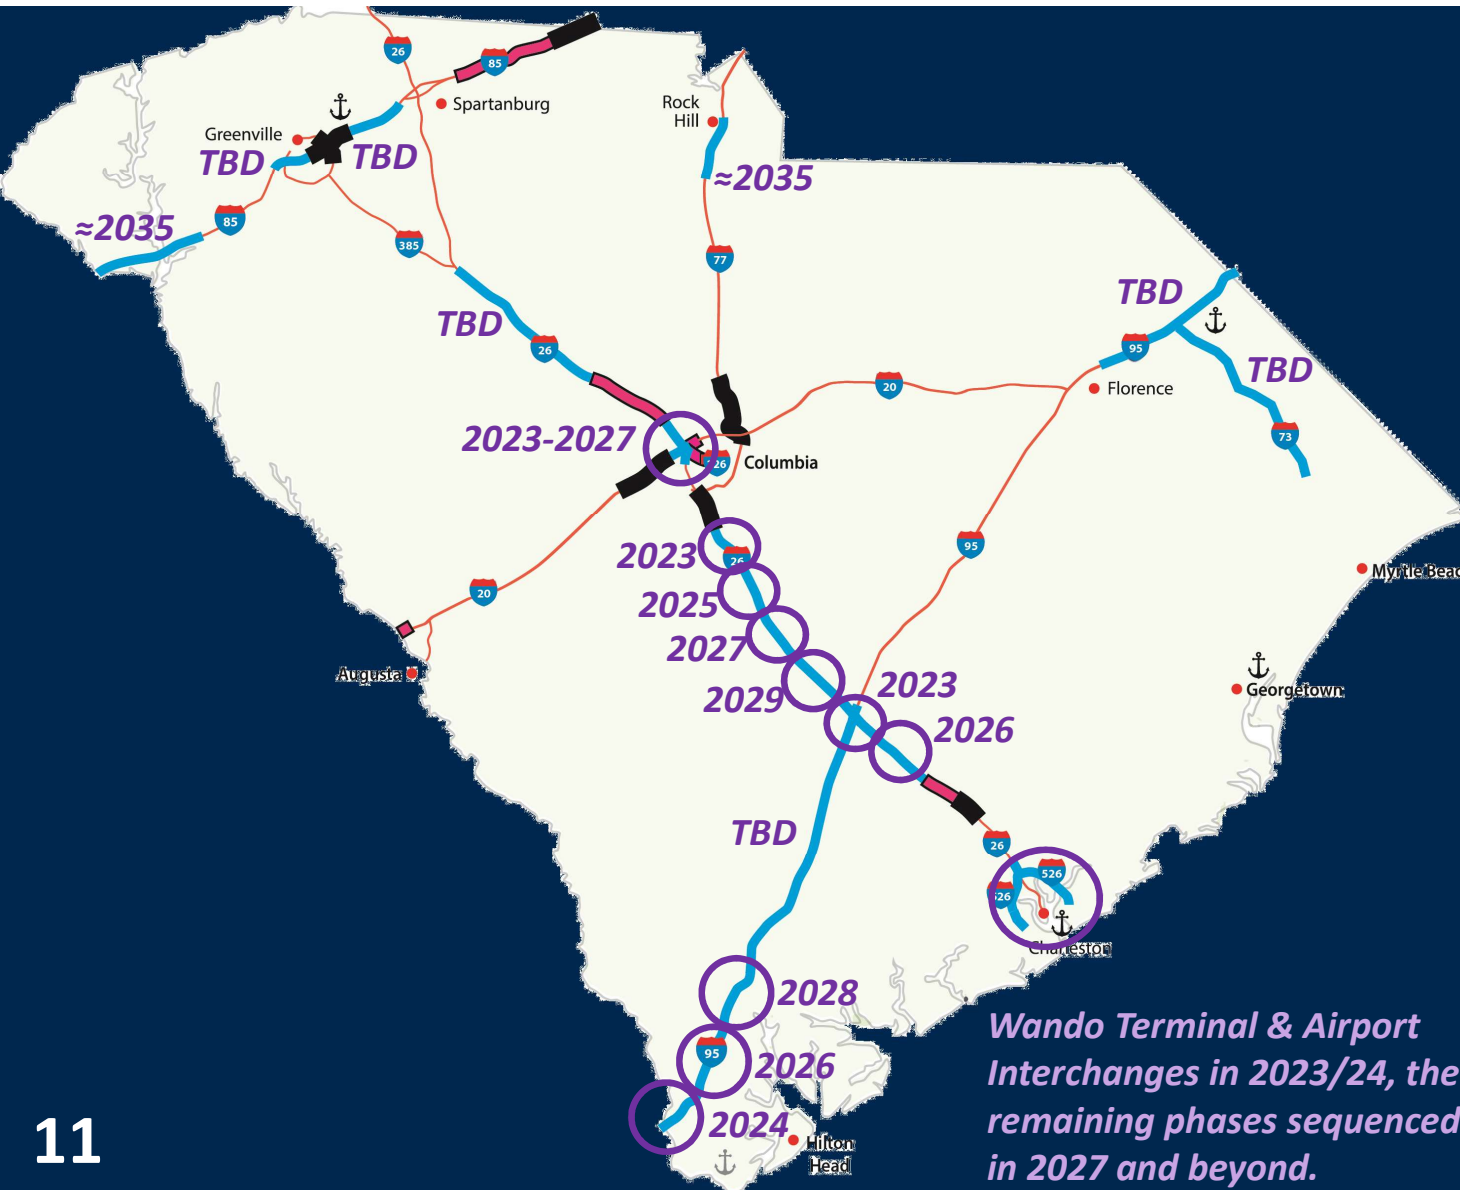 26
85
Spartanburg
Rock
Hill
Greenville
TBD
TBD
≈2035
≈2035
85
385
77
TBD
TBD
26
95
TBD
20
Florence
73
2023-2027
26
Columbia
2023
26
95
20
2025
Myrtle Beac
2027
Augusta
2029
2023
Georgetown
2026
TBD
26
526
526
Charleston
2028
95
2026
2024
Hilton
Head
Wando Terminal & Airport
Interchanges in 2023/24, the
remaining phases sequenced
in 2027 and beyond.
11